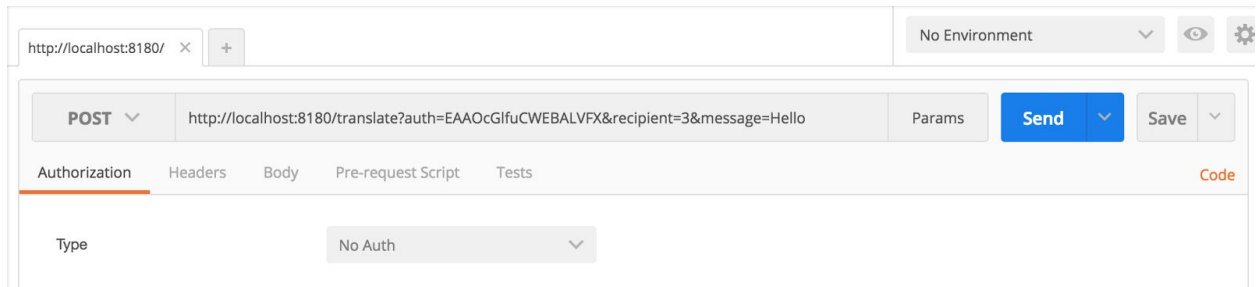 http://localhost:8180/
No Environment
POST http://localhost:8180/translate?auth=EAAOcGlfuCWEBALVFX&recipient=3&message=Hello Params Send Save
Authorization Headers Body Pre-request Script Tests Code
Type No Auth